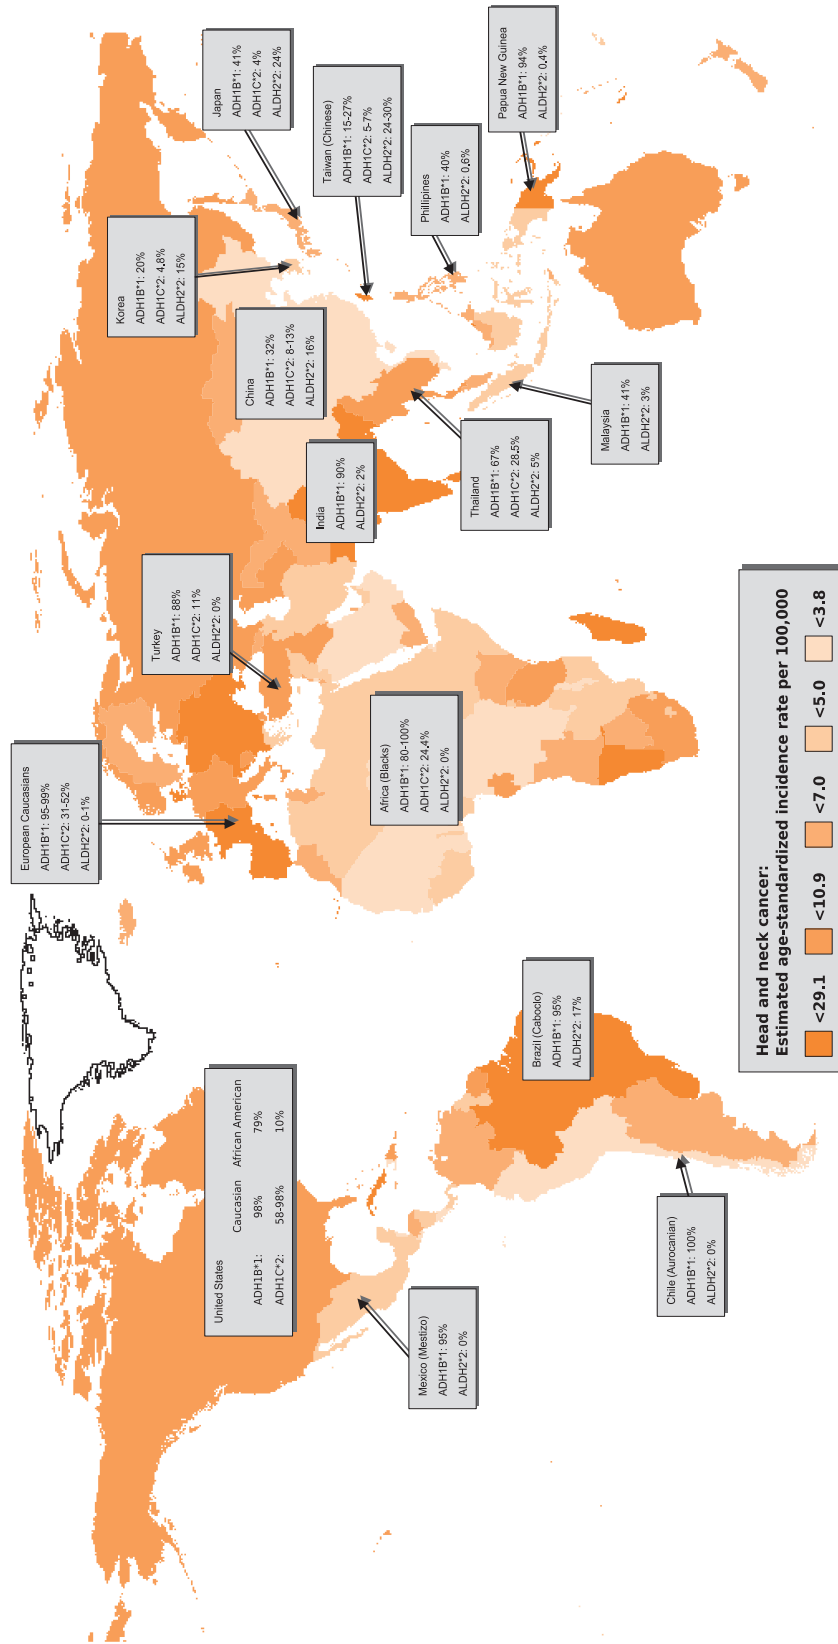 United States
Caucasian African American
ADH1B*1: 98% 79%
ADH1C*2: 58-98% 10%
Mexico (Mestizo)
ADH1B*1: 95%
ALDH2*2: 0%
Chile (Aurocanian)
ADH1B*1: 100%
ALDH2*2: 0%
Brazil (Caboclo)
ADH1B*1: 95%
ALDH2*2: 17%
European Caucasians
ADH1B*1: 95-99%
ADH1C*2: 31-52%
ALDH2*2: 0-1%
Africa (Blacks)
ADH1B*1: 80-100%
ADH1C*2: 24.4%
ALDH2*2: 0%
Turkey
ADH1B*1: 88%
ADH1C*2: 11%
ALDH2*2: 0%
India
ADH1B*1: 90%
ALDH2*2: 2%
Thailand
ADH1B*1: 67%
ADH1C*2: 28.5%
ALDH2*2: 5%
China
ADH1B*1: 32%
ADH1C*2: 8-13%
ALDH2*2: 16%
Malaysia
ADH1B*1: 41%
ALDH2*2: 3%
Korea
ADH1B*1: 20%
ADH1C*2: 4.8%
ALDH2*2: 15%
Phillipines
ADH1B*1: 40%
ALDH2*2: 0.6%
Taiwan (Chinese)
ADH1B*1: 15-27%
ADH1C*2: 5-7%
ALDH2*2: 24-30%
Japan
ADH1B*1: 41%
ADH1C*2: 4%
ALDH2*2: 24%
Papua New Guinea
ADH1B*1: 94%
ALDH2*2: 0.4%
Head and neck cancer:
Estimated age-standardized incidence rate per 100,000
<29.1 <10.9 <7.0 <5.0 <3.8